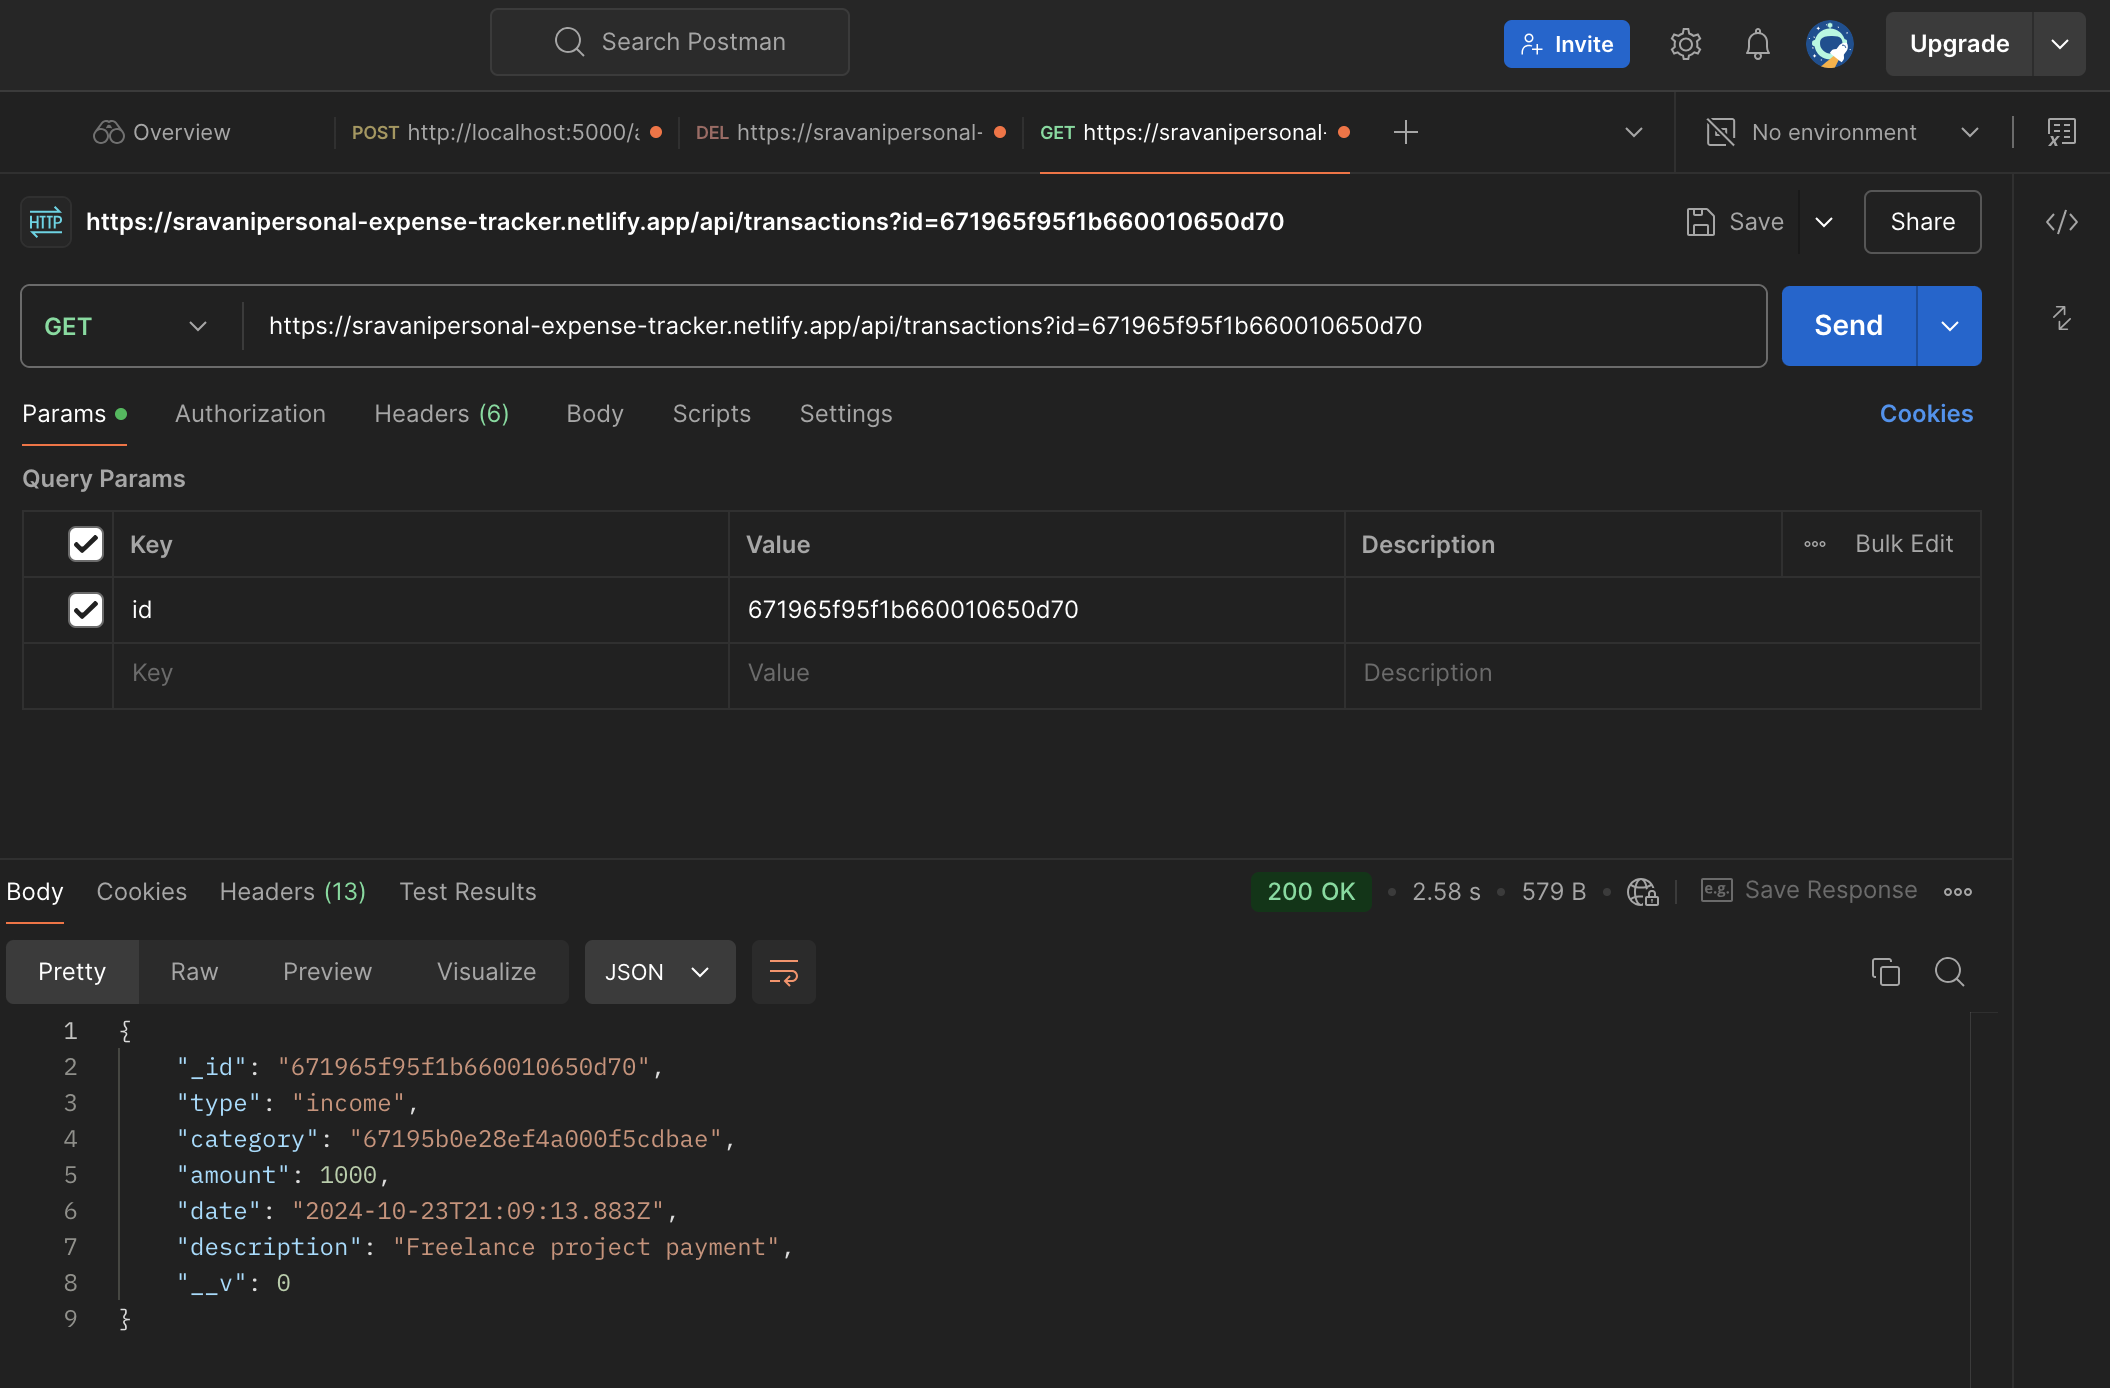 Search Postman
Invite
Upgrade
Overview
POST http://localhost:5000/a
DEL https://sravanipersonal-
GET https://sravanipersonal-
No environment
HTTP
https://sravanipersonal-expense-tracker.netlify.app/api/transactions?id=671965f95f1b660010650d70
Save
Share
GET
https://sravanipersonal-expense-tracker.netlify.app/api/transactions?id=671965f95f1b660010650d70
Send
Params
Authorization
Headers (6)
Body
Scripts
Settings
Cookies
Query Params
Key Value Description Bulk Edit
id 671965f95f1b660010650d70
Key Value Description
Body Cookies Headers (13) Test Results
200 OK • 2.58 s • 579 B •
e.g. Save Response
Pretty Raw Preview Visualize JSON
1 {
2 "_id": "671965f95f1b660010650d70",
3 "type": "income",
4 "category": "67195b0e28ef4a000f5cdbae",
5 "amount": 1000,
6 "date": "2024-10-23T21:09:13.883Z",
7 "description": "Freelance project payment",
8 "__v": 0
9 }